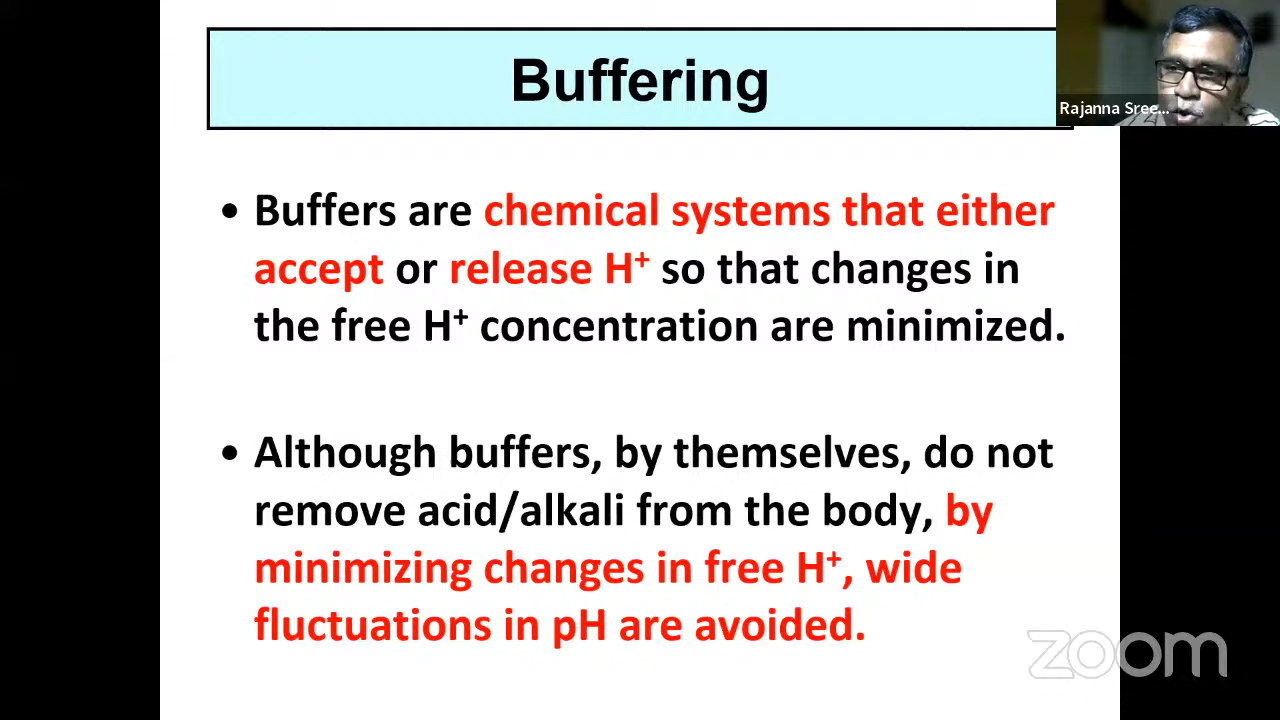 Buffering
Rajanna Sree...
• Buffers are chemical systems that either
accept or release H⁺ so that changes in
the free H⁺ concentration are minimized.
• Although buffers, by themselves, do not
remove acid/alkali from the body, by
minimizing changes in free H⁺, wide
fluctuations in pH are avoided.
zoom